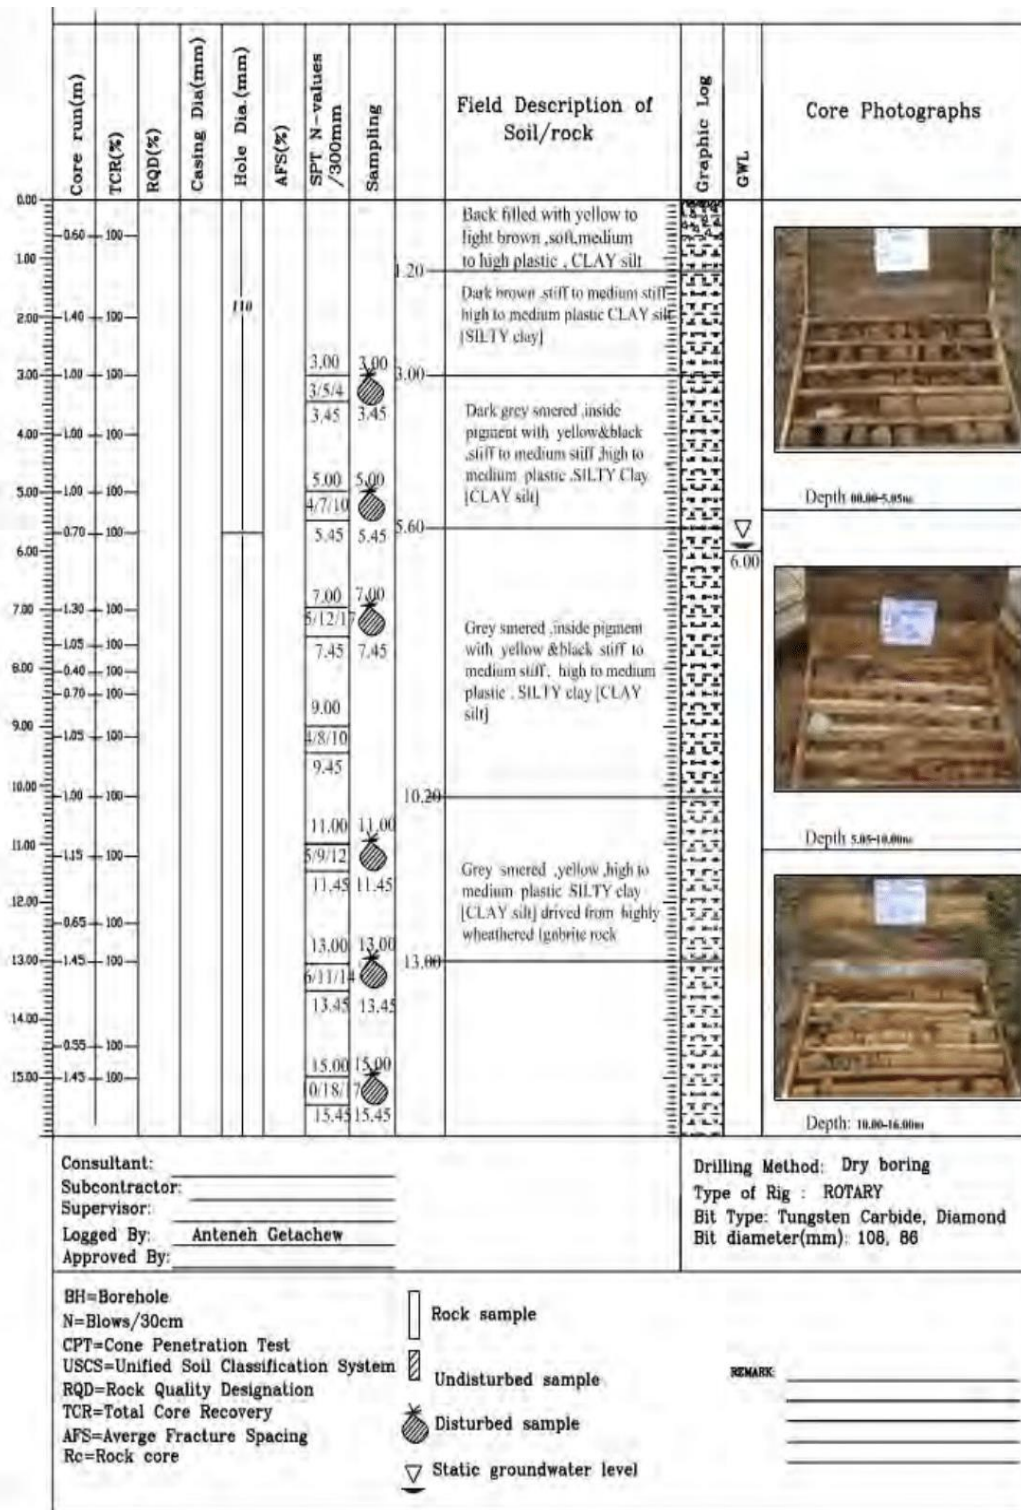 Core run(m)
TCR(%)
RQD(%)
Casing Dia(mm)
Hole Dia.(mm)
AFS(%)
SPT N-values
/300mm
Sampling
Field Description of
Soil/rock
Graphic Log
GWL
Core Photographs
0.00
1.00
2.00
3.00
4.00
5.00
6.00
7.00
8.00
9.00
10.00
11.00
12.00
13.00
14.00
15.00
0.60 100
1.40 100
1.00 100
1.00 100
1.00 100
0.70 100
1.30 100
1.05 100
0.40 100
0.70 100
1.05 100
1.00 100
1.15 100
0.65 100
1.45 100
0.55 100
1.45 100
110
3.00 3.00
3/5/4
3.45 3.45
5.00 5.00
4/7/10
5.45 5.45
7.00 7.00
5/12/17
7.45 7.45
9.00
4/8/10
9.45
11.00 11.00
5/9/12
11.45 11.45
13.00 13.00
6/11/14
13.45 13.45
15.00 15.00
10/18/17
15.45 15.45
1.20
3.00
5.60
10.20
13.00
Back filled with yellow to
light brown ,soft,medium
to high plastic , CLAY silt
Dark brown ,stiff to medium stiff
high to medium plastic CLAY silt
[SILTY clay]
Dark grey smered ,inside
pigment with yellow&black
,stiff to medium stiff ,high to
medium plastic ,SILTY Clay
[CLAY silt]
Grey smered ,inside pigment
with yellow &black stiff to
medium stiff, high to medium
plastic , SILTY clay [CLAY
silt]
Grey smered ,yellow ,high to
medium plastic SILTY clay
[CLAY silt] drived from highly
wheathered Ignbrite rock
6.00
Depth 00.00-5.05m
Depth 5.05-10.00m
Depth: 10.00-16.00m
Consultant:
Subcontractor:
Supervisor:
Logged By: Anteneh Getachew
Approved By:
Drilling Method: Dry boring
Type of Rig : ROTARY
Bit Type: Tungsten Carbide, Diamond
Bit diameter(mm): 108, 86
BH=Borehole
N=Blows/30cm
CPT=Cone Penetration Test
USCS=Unified Soil Classification System
RQD=Rock Quality Designation
TCR=Total Core Recovery
AFS=Averge Fracture Spacing
Rc=Rock core
Rock sample
Undisturbed sample
Disturbed sample
Static groundwater level
REMARK: